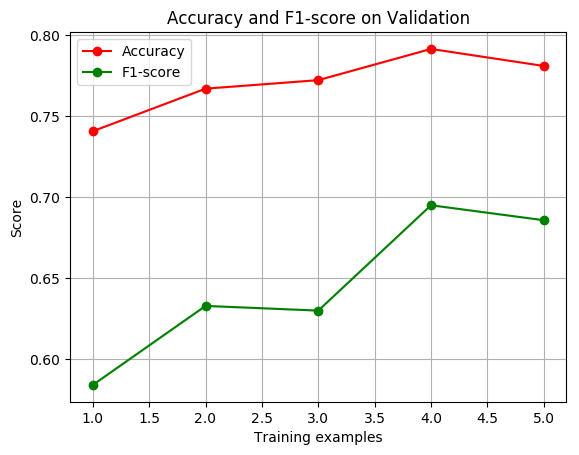 Accuracy and F1-score on Validation
Accuracy
F1-score
0.80
0.75
0.70
0.65
0.60
Score
1.0 1.5 2.0 2.5 3.0 3.5 4.0 4.5 5.0
Training examples